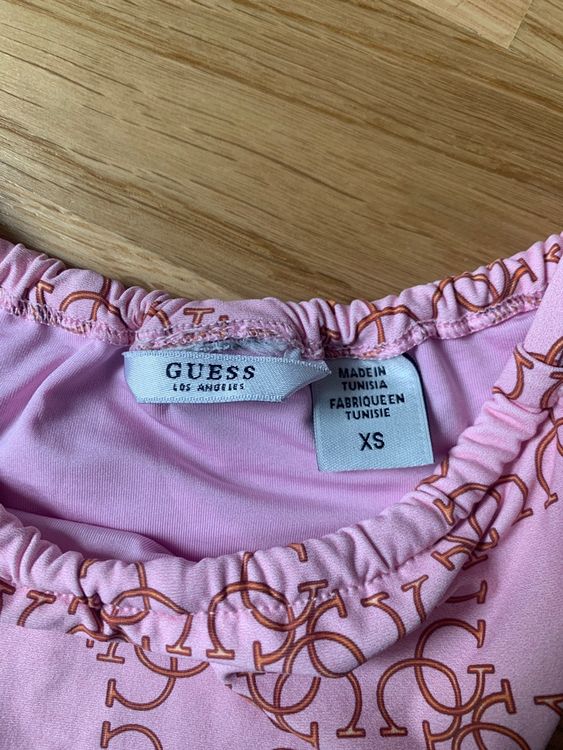 GUESS
LOS ANGELES
MADE IN
TUNISIA
FABRIQUE EN
TUNISIE
XS